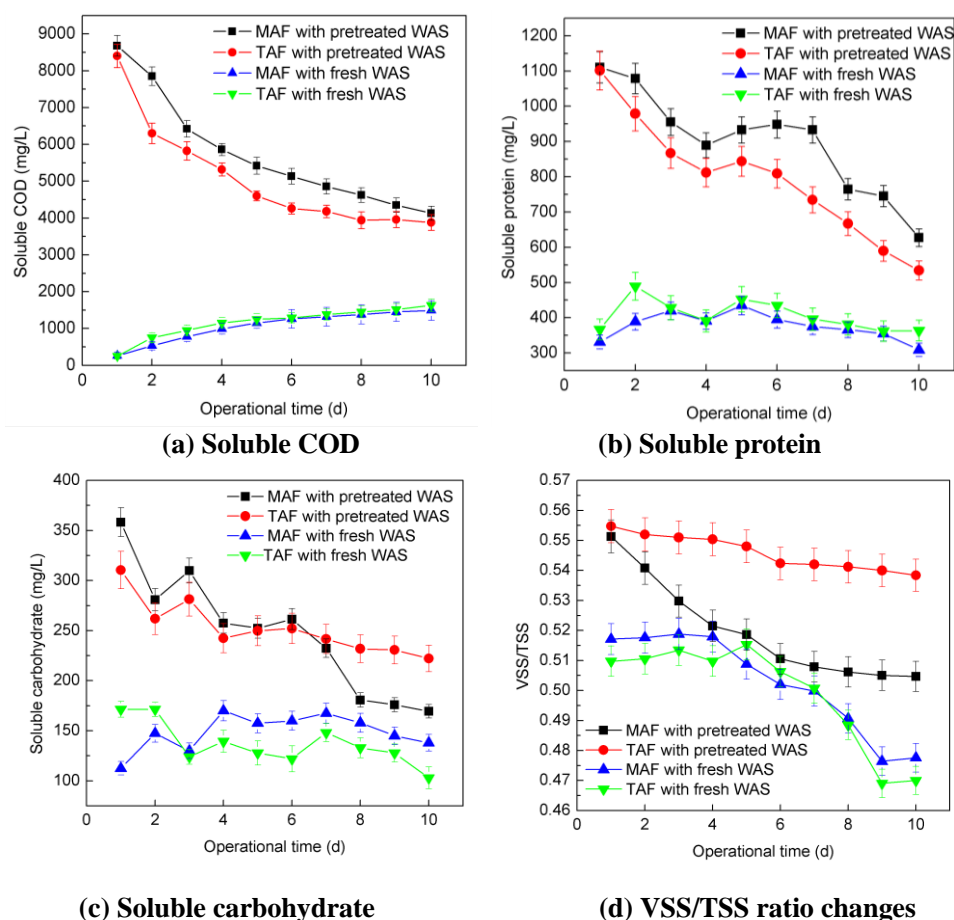 MAF with pretreated WAS
TAF with pretreated WAS
MAF with fresh WAS
TAF with fresh WAS
9000
8000
7000
6000
5000
4000
3000
2000
1000
0
Soluble COD (mg/L)
0 2 4 6 8 10
Operational time (d)
(a) Soluble COD
MAF with pretreated WAS
TAF with pretreated WAS
MAF with fresh WAS
TAF with fresh WAS
1200
1100
1000
900
800
700
600
500
400
300
Soluble protein (mg/L)
0 2 4 6 8 10
Operational time (d)
(b) Soluble protein
MAF with pretreated WAS
TAF with pretreated WAS
MAF with fresh WAS
TAF with fresh WAS
400
350
300
250
200
150
100
Soluble carbohydrate (mg/L)
0 2 4 6 8 10
Operational time (d)
(c) Soluble carbohydrate
0.57
0.56
0.55
0.54
0.53
0.52
0.51
0.50
0.49
0.48
0.47
0.46
VSS/TSS
MAF with pretreated WAS
TAF with pretreated WAS
MAF with fresh WAS
TAF with fresh WAS
0 2 4 6 8 10
Operational time (d)
(d) VSS/TSS ratio changes